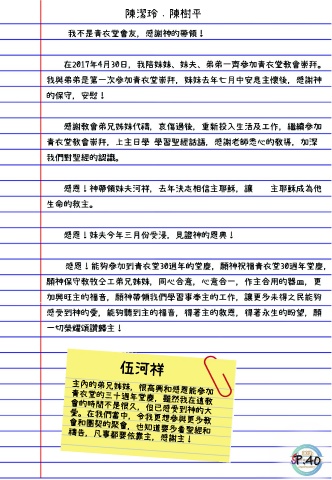 陳潔玲．陳樹平
我不是青衣堂會友，感謝神的帶領！
在2017年4月30日，我陪妹妹、妹夫、弟弟一齊參加青衣堂教會崇拜。
我與弟弟是第一次參加青衣堂崇拜，妹妹去年七月中安息主懷後，感謝神
的保守，安慰！
感謝教會弟兄姊妹代禱，哀傷過後，重新投入生活及工作，繼續參加
青衣堂教會崇拜，上主日學 學習聖經話語，感謝老師悉心的教導，加深
我們對聖經的認識。
感恩！神帶領妹夫河祥，去年決志相信主耶穌，讓 主耶穌成為他
生命的救主。
感恩！妹夫今年三月份受浸，見證神的恩典！
感恩！能夠參加到青衣堂30週年的堂慶，願神祝福青衣堂30週年堂慶，
願神保守教牧全工弟兄姊妹，同心合意，心意合一，作主合用的器皿，更
加興旺主的福音，願神帶領我們學習事奉主的工作，讓更多未得之民能夠
感受到神的愛，能夠聽到主的福音，得著主的救恩，得著永生的盼望，願
一切榮耀頌讚歸主！
伍河祥
主內的弟兄姊妹，很高興和感恩能參加
青衣堂的三十週年堂慶，雖然我在這教
會的時間不是很久，但已感受到神的大
愛。在我們當中，令我更想參與更多教
會和團契的聚會，也知道要多看聖經和
禱告，凡事都要依靠主，感謝主！
P.40